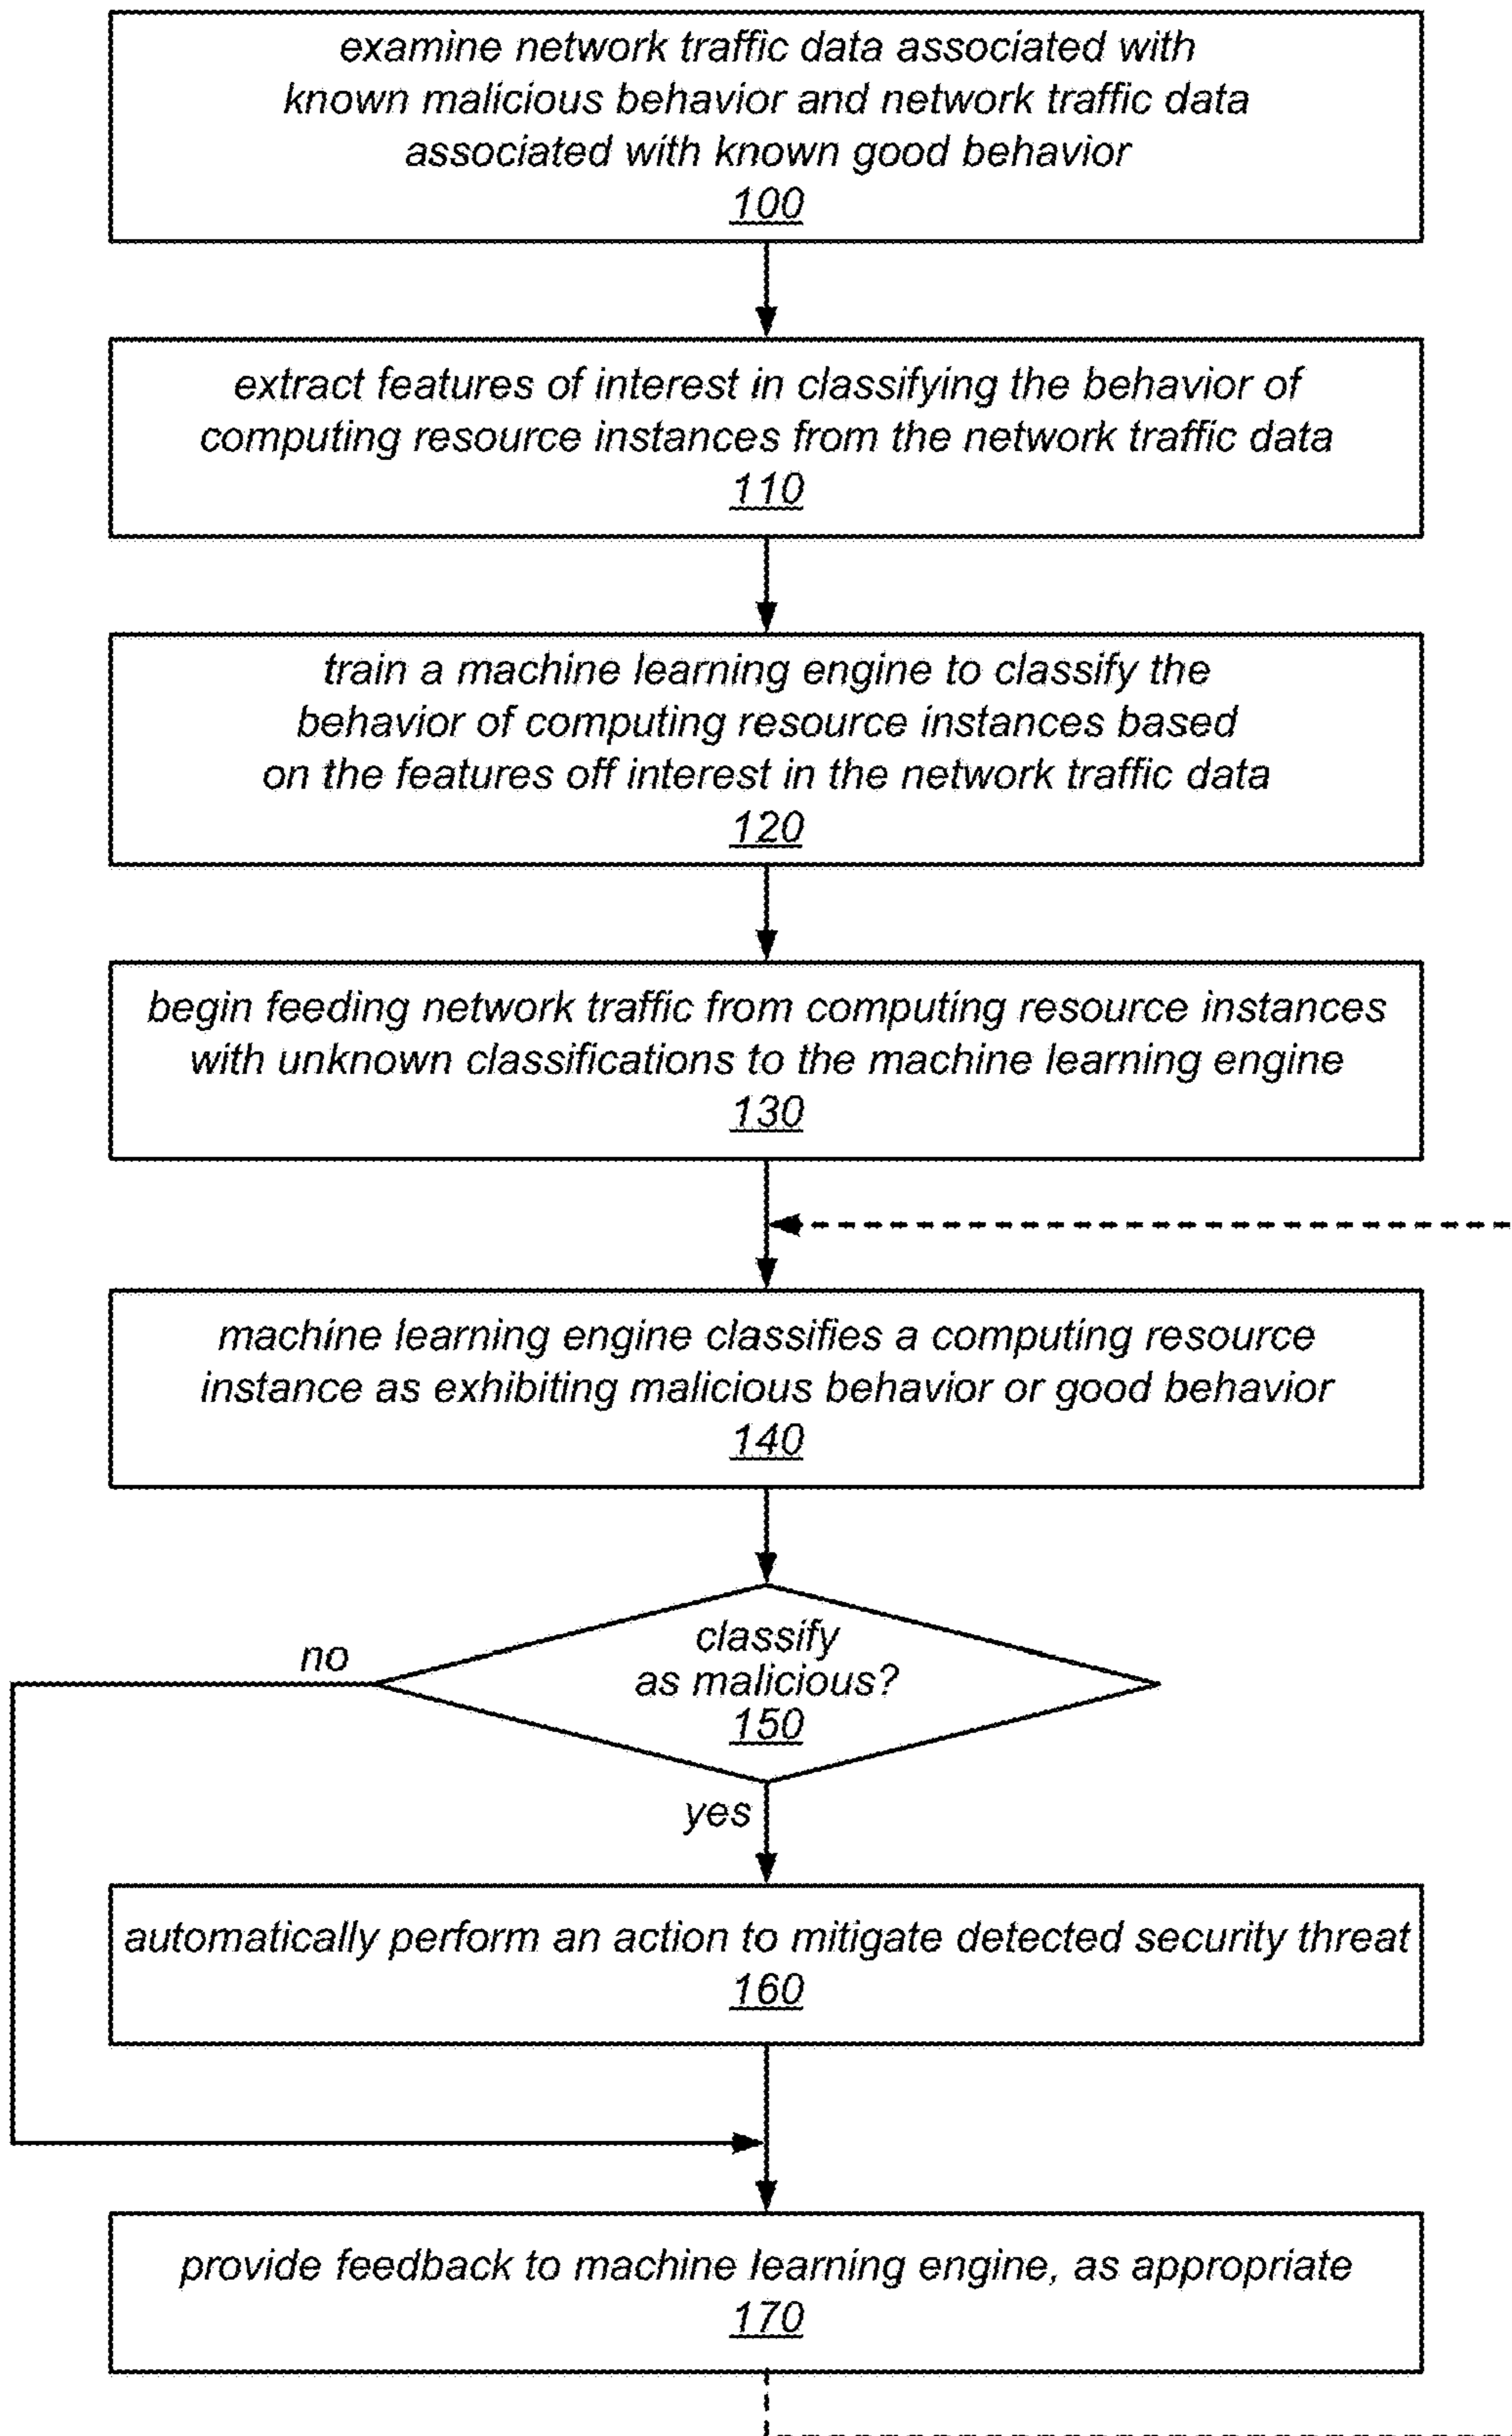 examine network traffic data associated with
known malicious behavior and network traffic data
associated with known good behavior
100
extract features of interest in classifying the behavior of
computing resource instances from the network traffic data
110
train a machine learning engine to classify the
behavior of computing resource instances based
on the features off interest in the network traffic data
120
begin feeding network traffic from computing resource instances
with unknown classifications to the machine learning engine
130
machine learning engine classifies a computing resource
instance as exhibiting malicious behavior or good behavior
140
no
classify
as malicious?
150
yes
automatically perform an action to mitigate detected security threat
160
provide feedback to machine learning engine, as appropriate
170